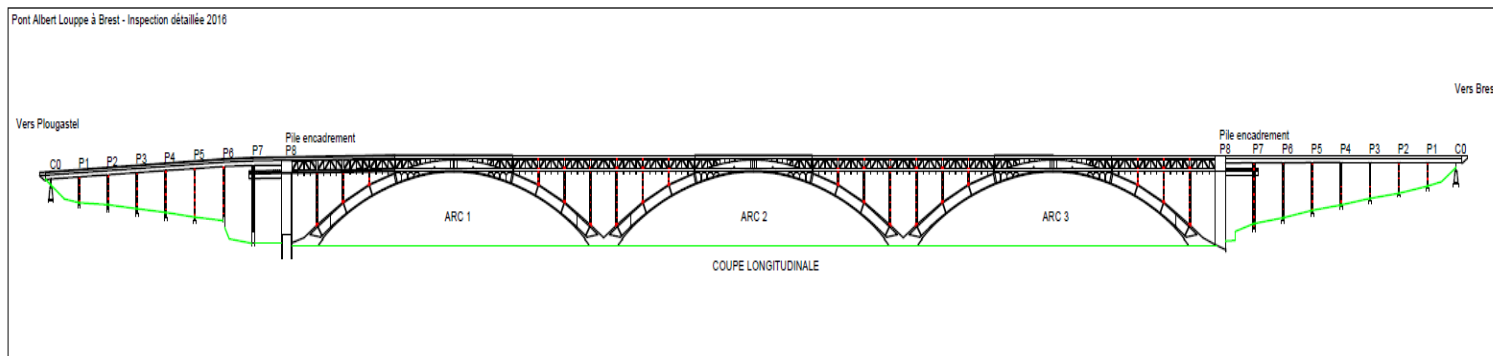 Pont Albert Louppe à Brest - Inspection détaillée 2016
Vers Brest
Vers Plougastel
Pile encadrement
Pile encadrement
C0 P1 P2 P3 P4 P5 P6 P7 P8
P8 P7 P6 P5 P4 P3 P2 P1 C0
ARC 1 ARC 2 ARC 3
COUPE LONGITUDINALE